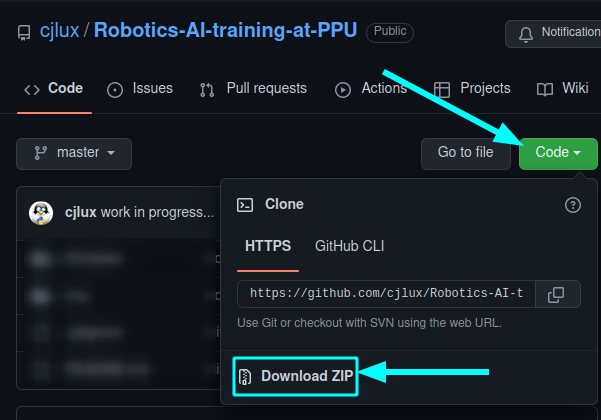 cjlux / Robotics-AI-training-at-PPU Public
Notification
Code Issues Pull requests Actions Projects Wiki
master Go to file Code
cjlux work in progress...
Clone
HTTPS GitHub CLI
https://github.com/cjlux/Robotics-AI-t
Use Git or checkout with SVN using the web URL.
Download ZIP